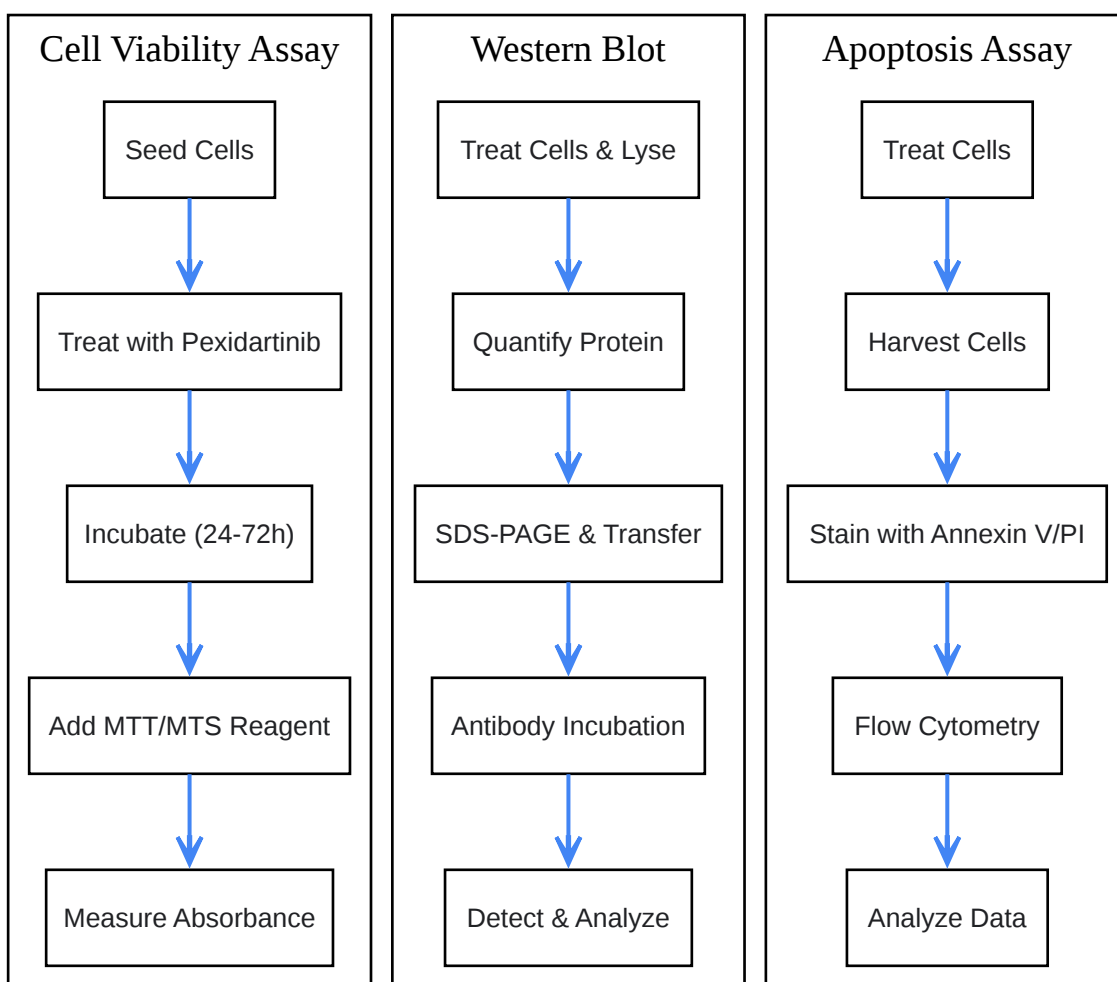 Cell Viability Assay
Seed Cells
Treat with Pexidartinib
Incubate (24-72h)
Add MTT/MTS Reagent
Measure Absorbance
Western Blot
Treat Cells & Lyse
Quantify Protein
SDS-PAGE & Transfer
Antibody Incubation
Detect & Analyze
Apoptosis Assay
Treat Cells
Harvest Cells
Stain with Annexin V/PI
Flow Cytometry
Analyze Data